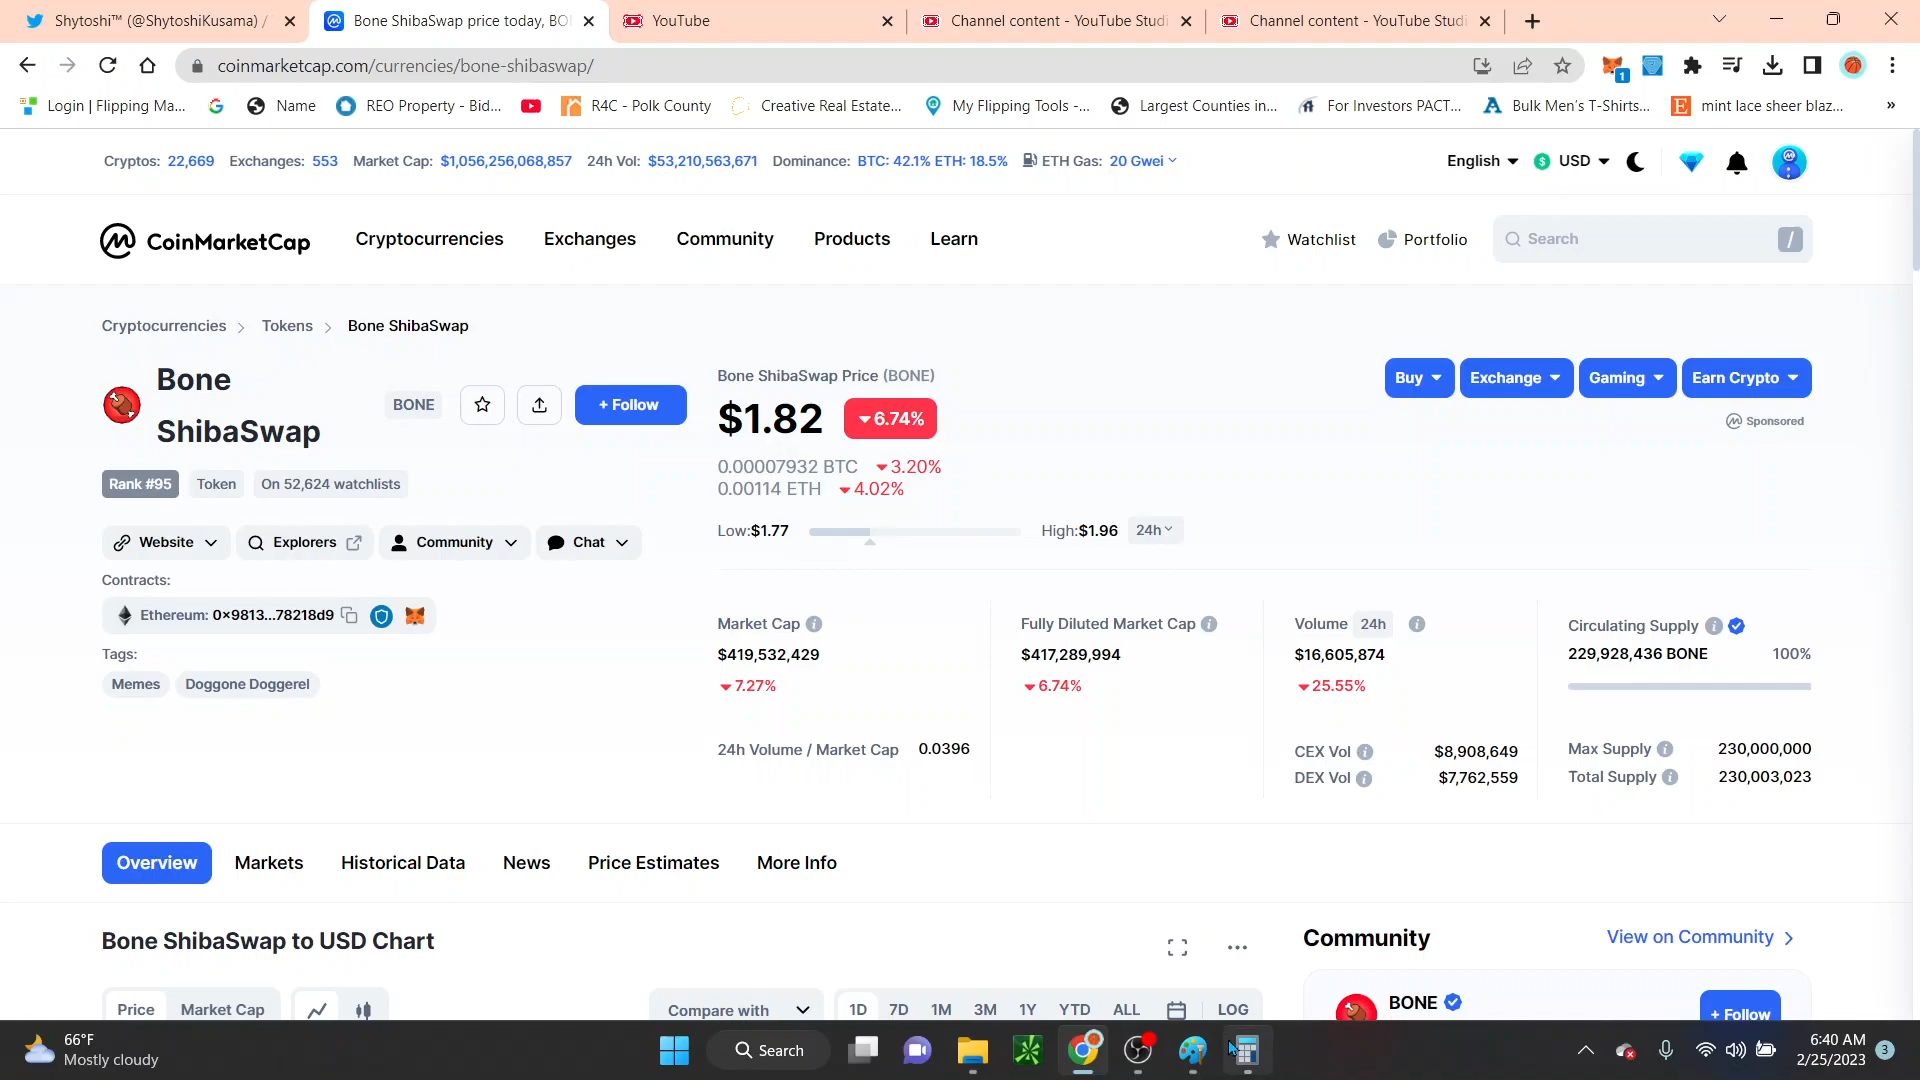 Shytoshi™ (@ShytoshiKusama) /
Bone ShibaSwap price today, BO
YouTube
Channel content - YouTube Studi
Channel content - YouTube Studi
coinmarketcap.com/currencies/bone-shibaswap/
1
Login | Flipping Ma...
Name
REO Property - Bid...
R4C - Polk County
Creative Real Estate...
My Flipping Tools -...
Largest Counties in...
For Investors PACT...
Bulk Men's T-Shirts...
mint lace sheer blaz...
»
Cryptos: 22,669 Exchanges: 553 Market Cap: $1,056,256,068,857 24h Vol: $53,210,563,671 Dominance: BTC: 42.1% ETH: 18.5% ETH Gas: 20 Gwei
English
USD
CoinMarketCap
Cryptocurrencies
Exchanges
Community
Products
Learn
Watchlist
Portfolio
Search
/
Cryptocurrencies > Tokens > Bone ShibaSwap
Bone
ShibaSwap
BONE
+ Follow
Rank #95
Token
On 52,624 watchlists
Website
Explorers
Community
Chat
Contracts:
Ethereum: 0x9813...78218d9
Tags:
Memes
Doggone Doggerel
Bone ShibaSwap Price (BONE)
$1.82
6.74%
0.00007932 BTC 3.20%
0.00114 ETH 4.02%
Low:$1.77
High:$1.96
24h
Buy
Exchange
Gaming
Earn Crypto
Sponsored
Market Cap
$419,532,429
7.27%
24h Volume / Market Cap 0.0396
Fully Diluted Market Cap
$417,289,994
6.74%
Volume 24h
$16,605,874
25.55%
CEX Vol $8,908,649
DEX Vol $7,762,559
Circulating Supply
229,928,436 BONE 100%
Max Supply 230,000,000
Total Supply 230,003,023
Overview
Markets
Historical Data
News
Price Estimates
More Info
Bone ShibaSwap to USD Chart
Price
Market Cap
Compare with
1D
7D
1M
3M
1Y
YTD
ALL
LOG
Community
View on Community
BONE
+ Follow
66°F
Mostly cloudy
Search
6:40 AM
2/25/2023
3